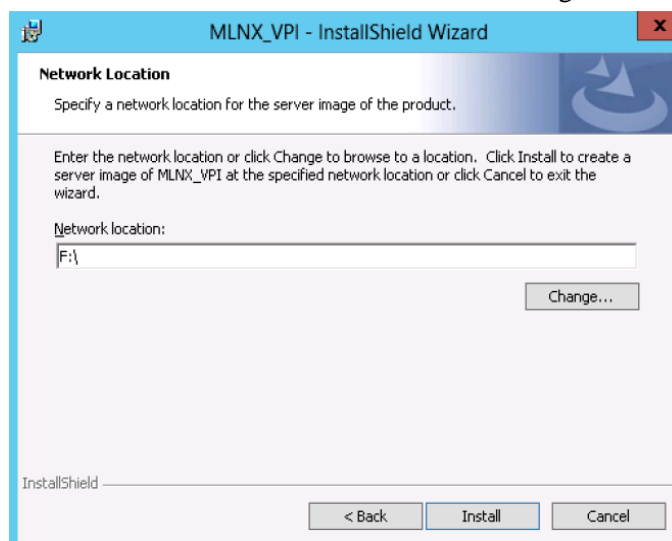 MLNX_VPI - InstallShield Wizard
x
Network Location
Specify a network location for the server image of the product.
Enter the network location or click Change to browse to a location.  Click Install to create a
server image of MLNX_VPI at the specified network location or click Cancel to exit the
wizard.
Network location:
F:\
Change...
InstallShield
< Back
Install
Cancel